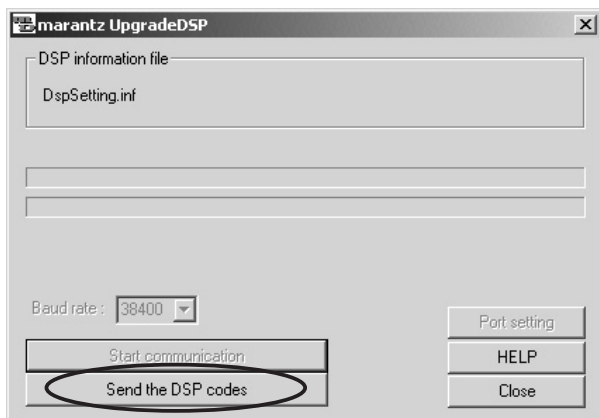 marantz UpgradeDSP
DSP information file
DspSetting.inf
Baud rate : 38400
Port setting
Start communication
HELP
Send the DSP codes
Close